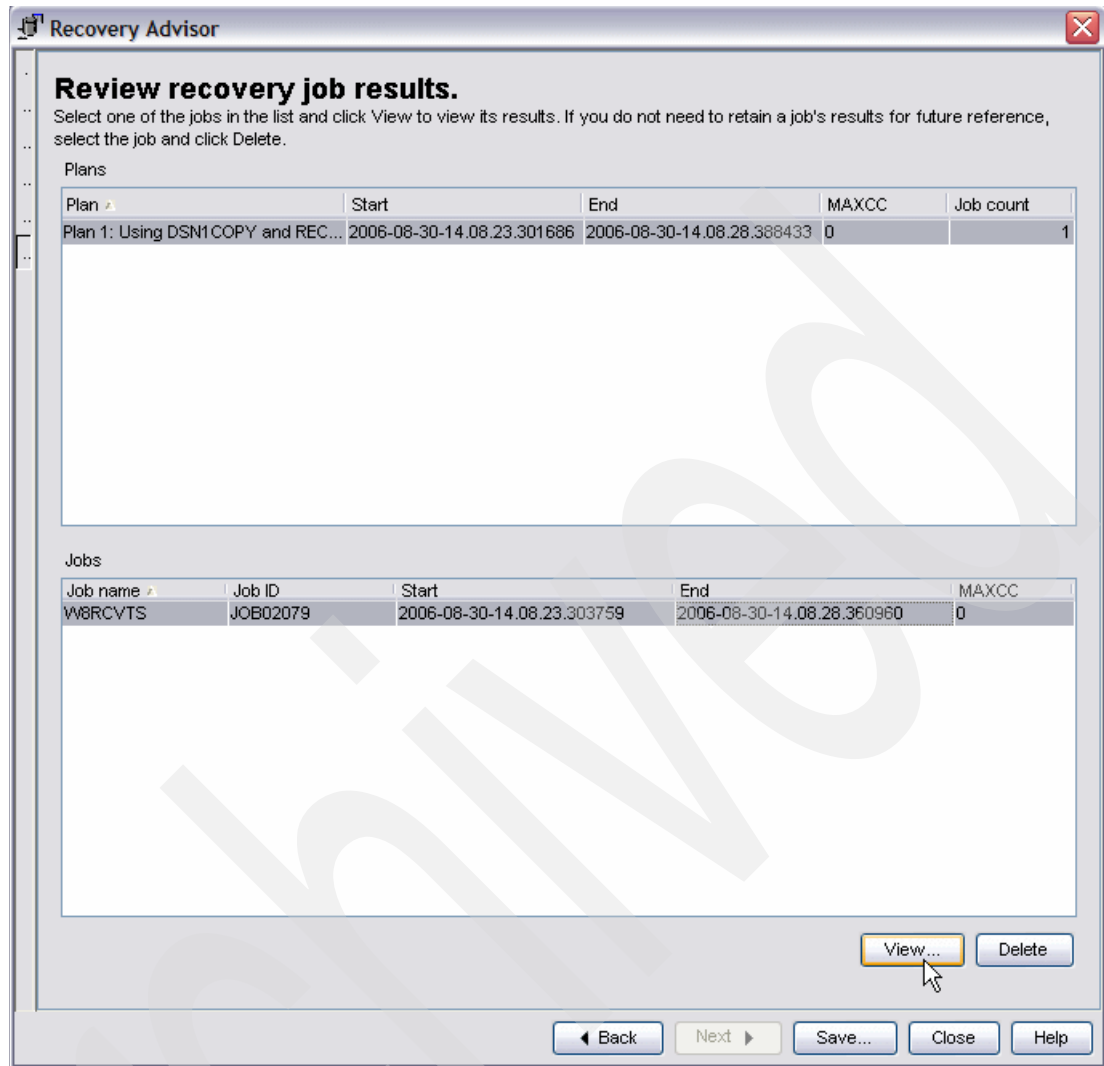 Recovery Advisor
Review recovery job results.
Select one of the jobs in the list and click View to view its results. If you do not need to retain a job's results for future reference,
select the job and click Delete.
Plans
Plan Start End MAXCC Job count
Plan 1: Using DSN1COPY and REC... 2006-08-30-14.08.23.301686 2006-08-30-14.08.28.388433 0 1
Jobs
Job name Job ID Start End MAXCC
W8RCVTS JOB02079 2006-08-30-14.08.23.303759 2006-08-30-14.08.28.360960 0
View... Delete
Back Next Save... Close Help